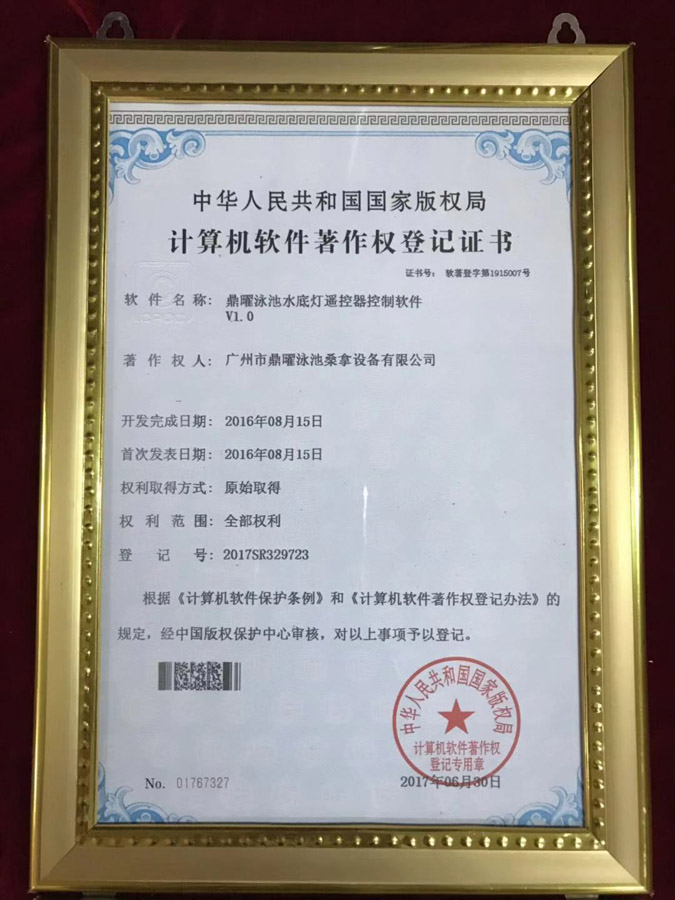 中华人民共和国国家版权局
计算机软件著作权登记证书
证书号： 软著登字第1915007号
软件名称： 鼎曜泳池水底灯遥控器控制软件
V1.0
著作权人： 广州市鼎曜泳池桑拿设备有限公司
开发完成日期： 2016年08月15日
首次发表日期： 2016年08月15日
权利取得方式： 原始取得
权利范围： 全部权利
登记号： 2017SR329723
根据《计算机软件保护条例》和《计算机软件著作权登记办法》的
规定，经中国版权保护中心审核，对以上事项予以登记。
中华人民共和国国家版权局
计算机软件著作权
登记专用章
No. 01767327
2017年06月30日